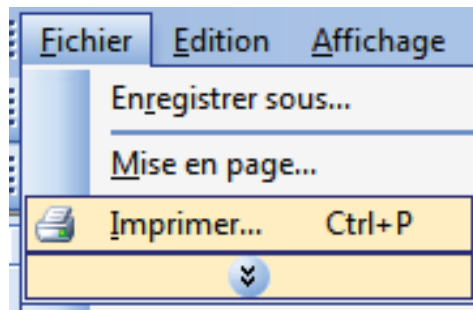 Fichier Edition Affichage
Enregistrer sous...
Mise en page...
Imprimer... Ctrl+P